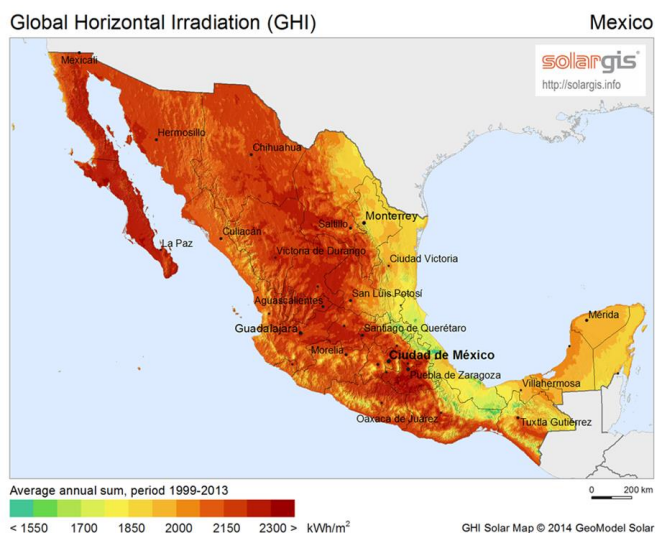 Global Horizontal Irradiation (GHI)
Mexico
solargis
http://solargis.info
Mexicali
Hermosillo
Chihuahua
Monterrey
Saltillo
La Paz
Culiacán
Victoria de Durango
Ciudad Victoria
Aguascalientes
San Luis Potosí
Mérida
Guadalajara
Santiago de Querétaro
Morelia
Ciudad de México
Puebla de Zaragoza
Villahermosa
Oaxaca de Juárez
Tuxtla Gutiérrez
Average annual sum, period 1999-2013
0 200 km
< 1550 1700 1850 2000 2150 2300 > kWh/m²
GHI Solar Map © 2014 GeoModel Solar